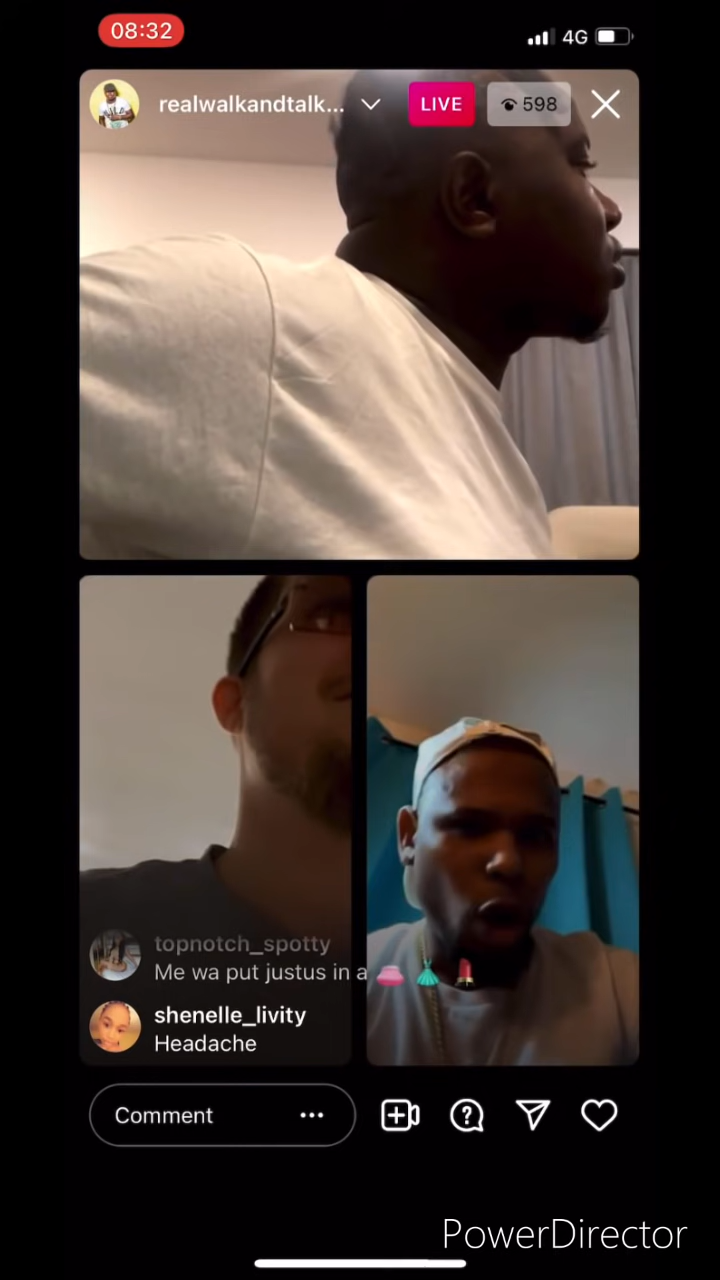 08:32
4G
realwalkandtalk...
LIVE
598
topnotch_spotty
Me wa put justus in a 👛 👗 💄
shenelle_livity
Headache
Comment
PowerDirector